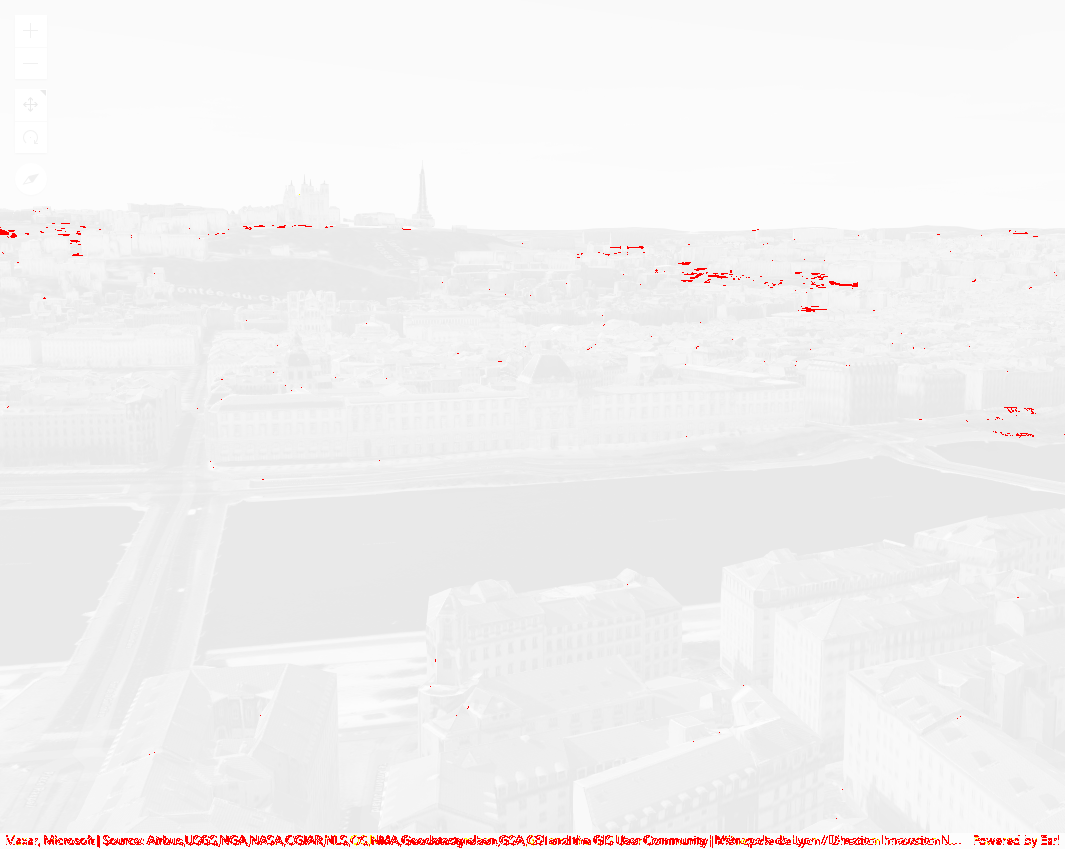 Maxar, Microsoft | Source: Airbus,USGS,NGA,NASA,CGIAR,NLS,OS,NMA,Geodatastyrelsen,GSA,GSI and the GIS User Community | Métropole de Lyon / Direction Innovation N... Powered by Esri